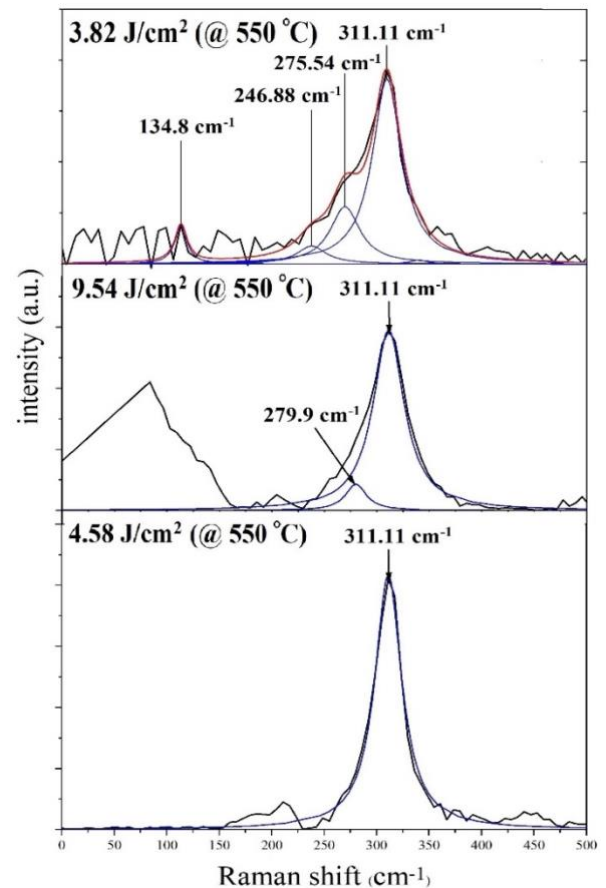 3.82 J/cm² (@ 550 °C)
311.11 cm⁻¹
275.54 cm⁻¹
246.88 cm⁻¹
134.8 cm⁻¹
9.54 J/cm² (@ 550 °C)
311.11 cm⁻¹
279.9 cm⁻¹
4.58 J/cm² (@ 550 °C)
311.11 cm⁻¹
intensity (a.u.)
0 50 100 150 200 250 300 350 400 450 500
Raman shift (cm⁻¹)